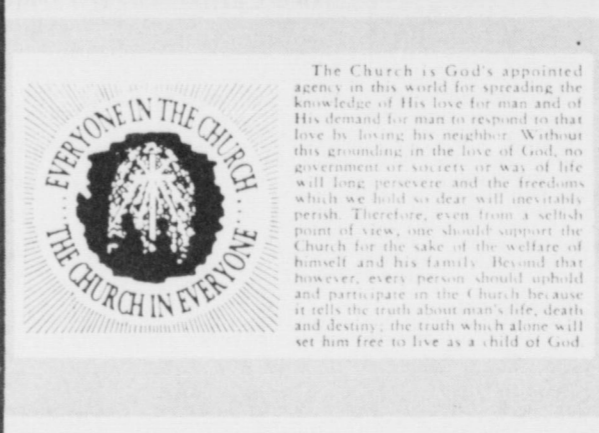 EVERYONE IN THE CHURCH ...
THE CHURCH IN EVERYONE ...
The Church is God's appointed
agency in this world for spreading the
knowledge of His love for man and of
His demand for man to respond to that
love by loving his neighbor. Without
this grounding in the love of God, no
government or society or way of life
will long persevere and the freedoms
which we hold so dear will inevitably
perish. Therefore, even from a selfish
point of view, one should support the
Church for the sake of the welfare of
himself and his family. Beyond that
however, every person should uphold
and participate in the Church because
it tells the truth about man's life, death
and destiny; the truth which alone will
set him free to live as a child of God.